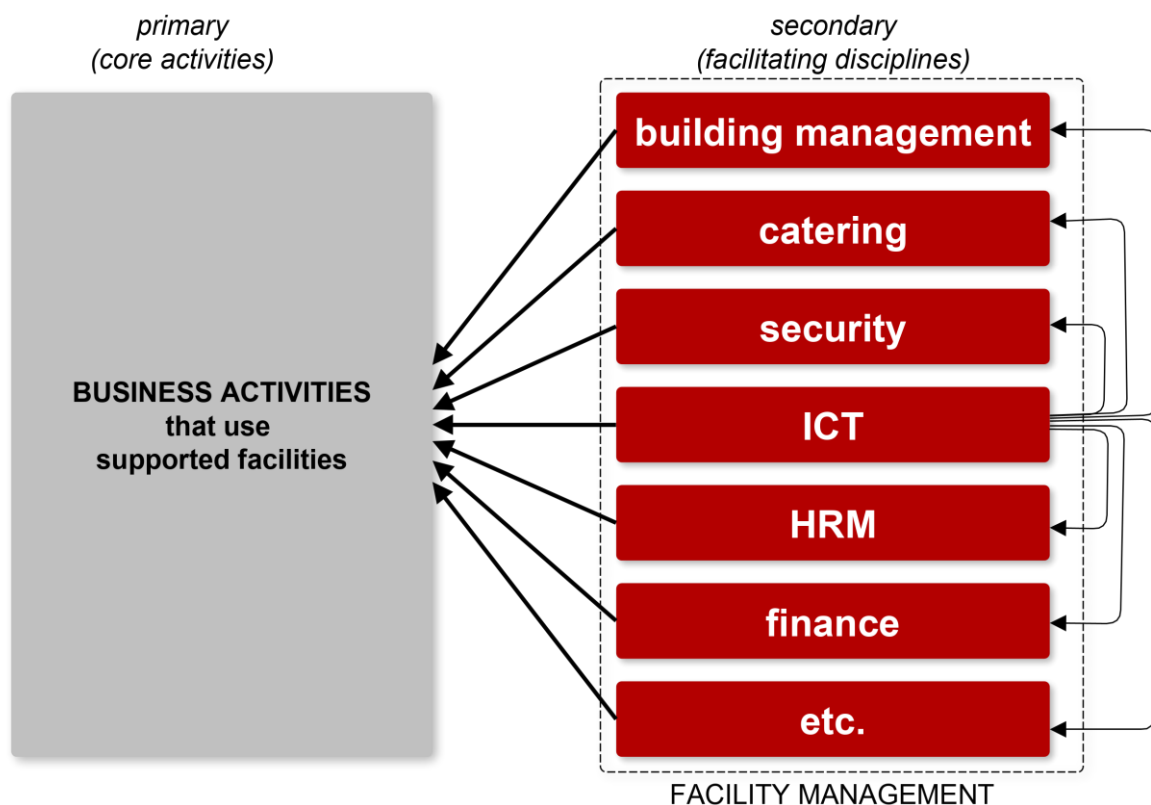 primary
(core activities)
secondary
(facilitating disciplines)
BUSINESS ACTIVITIES
that use
supported facilities
building management
catering
security
ICT
HRM
finance
etc.
FACILITY MANAGEMENT